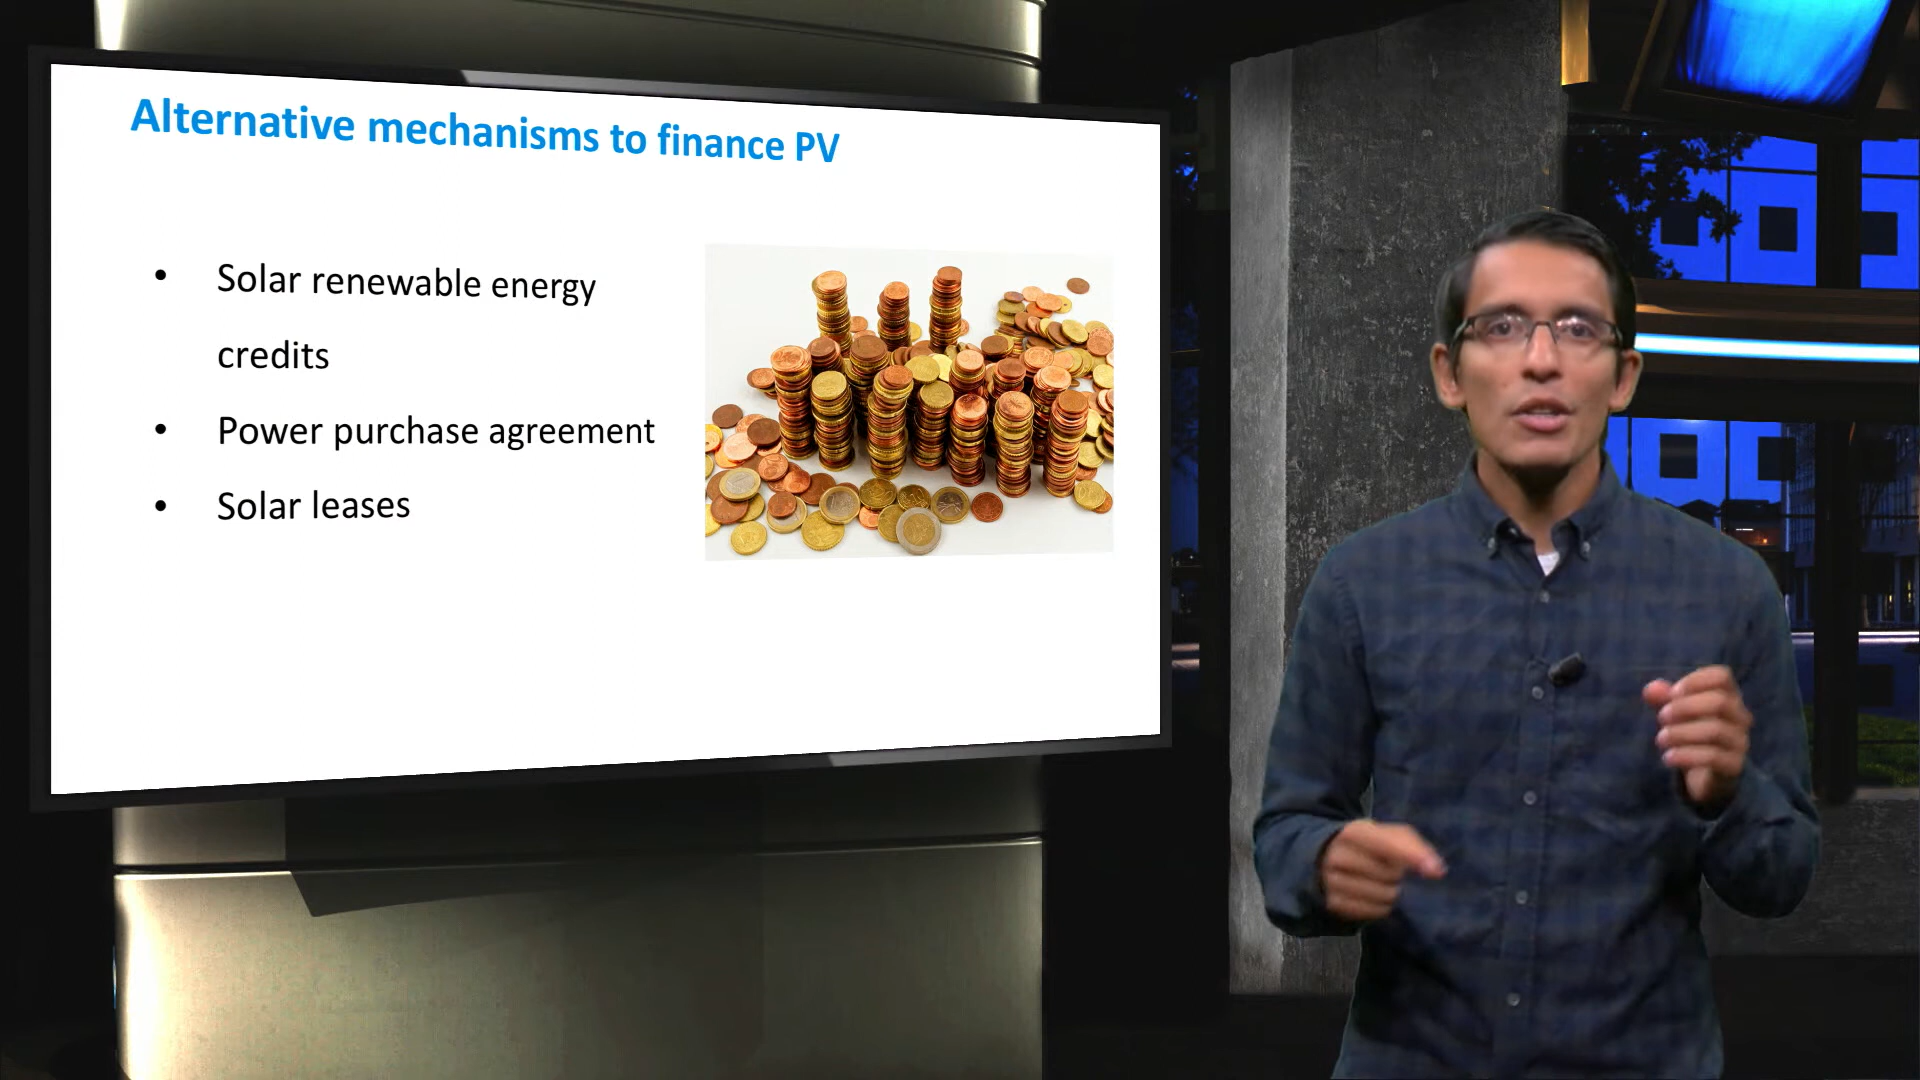 Alternative mechanisms to finance PV
• Solar renewable energy
credits
• Power purchase agreement
• Solar leases